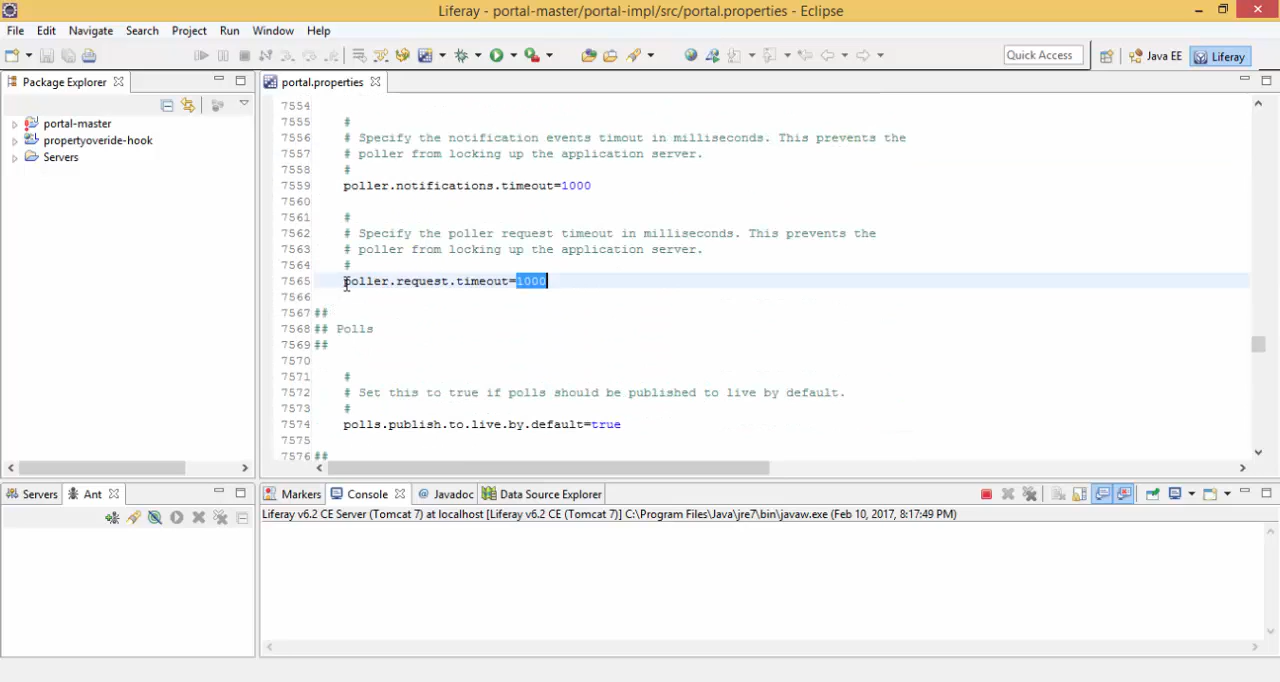 Liferay - portal-master/portal-impl/src/portal.properties - Eclipse
File Edit Navigate Search Project Run Window Help
Quick Access Java EE Liferay
Package Explorer
portal-master
propertyoveride-hook
Servers
portal.properties
7554
7555 #
7556 # Specify the notification events timout in milliseconds. This prevents the
7557 # poller from locking up the application server.
7558 #
7559 poller.notifications.timeout=1000
7560
7561 #
7562 # Specify the poller request timeout in milliseconds. This prevents the
7563 # poller from locking up the application server.
7564 #
7565 poller.request.timeout=1000
7566
7567 ##
7568 ## Polls
7569 ##
7570
7571 #
7572 # Set this to true if polls should be published to live by default.
7573 #
7574 polls.publish.to.live.by.default=true
7575
7576 ##
Servers Ant
Markers Console Javadoc Data Source Explorer
Liferay v6.2 CE Server (Tomcat 7) at localhost [Liferay v6.2 CE (Tomcat 7)] C:\Program Files\Java\jre7\bin\javaw.exe (Feb 10, 2017, 8:17:49 PM)